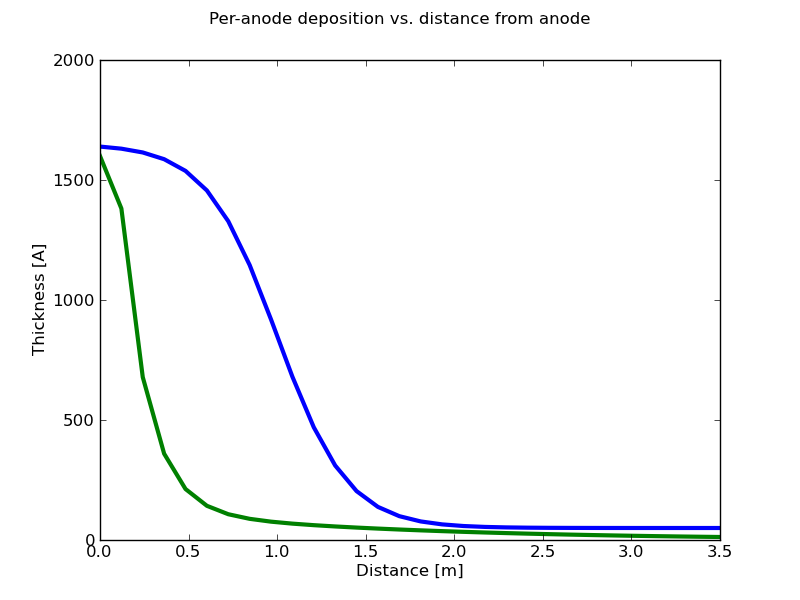 Per-anode deposition vs. distance from anode
2000
1500
1000
500
0
Thickness [A]
0.0 0.5 1.0 1.5 2.0 2.5 3.0 3.5
Distance [m]